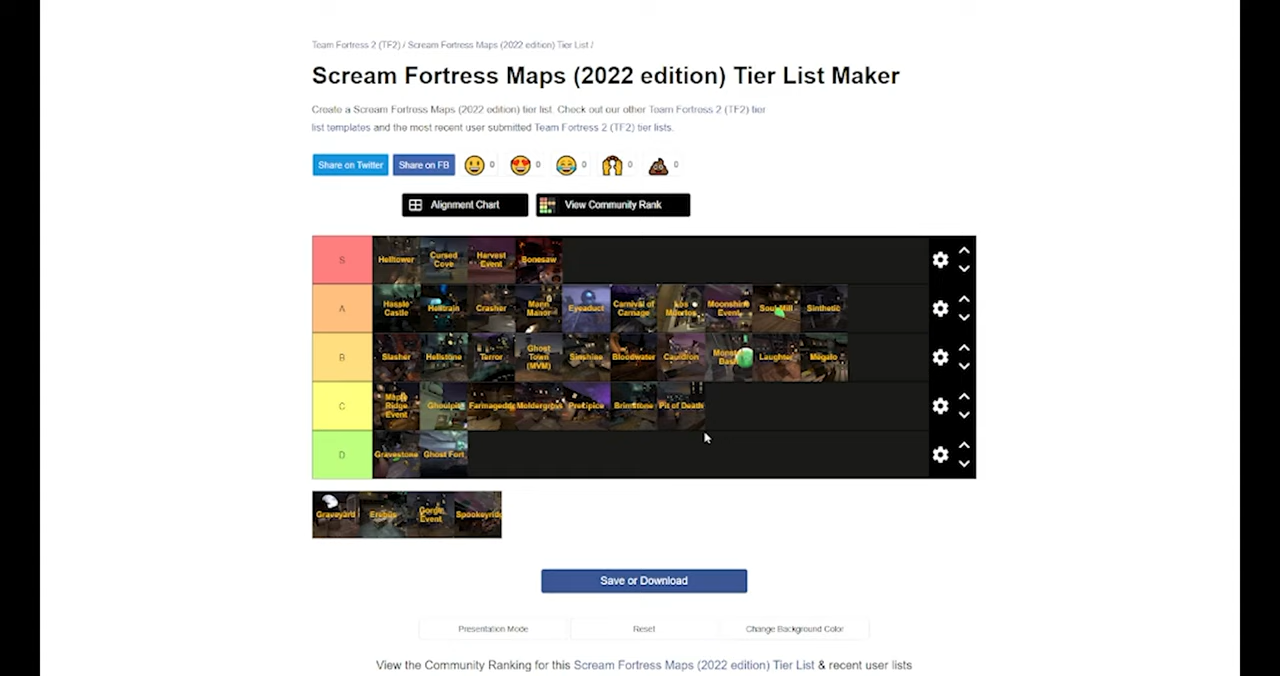 Team Fortress 2 (TF2) / Scream Fortress Maps (2022 edition) Tier List /
Scream Fortress Maps (2022 edition) Tier List Maker
Create a Scream Fortress Maps (2022 edition) tier list. Check out our other Team Fortress 2 (TF2) tier
list templates and the most recent user submitted Team Fortress 2 (TF2) tier lists.
Share on Twitter Share on FB 0 0 0 0 0
Alignment Chart View Community Rank
S Helltower Cursed Cove Harvest Event Bonesaw
A Hassle Castle Helltrain Crasher Mann Manor Eyeaduct Carnival of Carnage Los Muertos Moonshine Event Soul-Mill Sinthetic
B Slasher Hellstone Terror Ghost Town (MVM) Sinshine Bloodwater Cauldron Monster Bash Laughter Megalo
C Maple Ridge Event Ghoulpit Farmageddon Moldergrove Precipice Brimstone Pit of Death
D Gravestone Ghost Fort
Graveyard Erebus Gorge Event Spookeyridge
Save or Download
Presentation Mode Reset Change Background Color
View the Community Ranking for this Scream Fortress Maps (2022 edition) Tier List & recent user lists